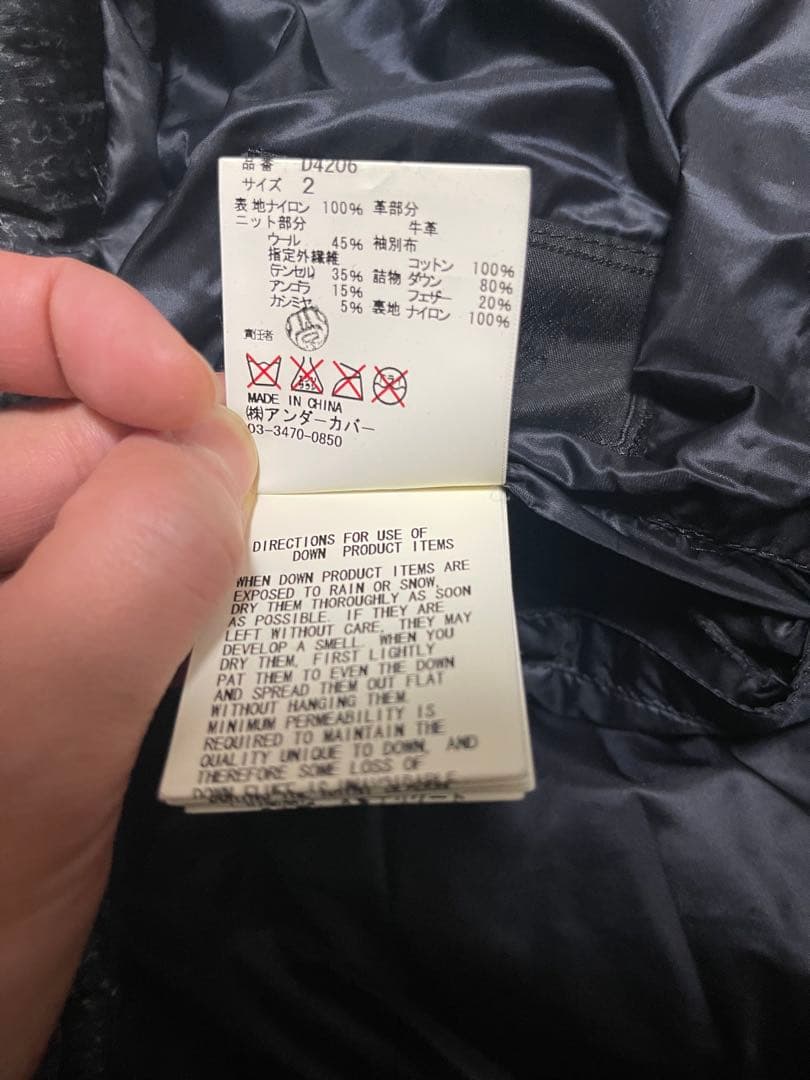 品番 D4206
サイズ 2
表地ナイロン 100% 革部分
ニット部分 牛革
ウール 45% 袖別布
指定外繊維 コットン 100%
(テンセル) 35% 詰物 ダウン 80%
アンゴラ 15% フェザー 20%
カシミヤ 5% 裏地 ナイロン 100%
責任者
MADE IN CHINA
(株)アンダーカバー
03-3470-0850
DIRECTIONS FOR USE OF
DOWN PRODUCT ITEMS
WHEN DOWN PRODUCT ITEMS ARE
EXPOSED TO RAIN OR SNOW,
DRY THEM THOROUGHLY AS SOON
AS POSSIBLE. IF THEY ARE
LEFT WITHOUT CARE, THEY MAY
DEVELOP A SMELL. WHEN YOU
DRY THEM, FIRST LIGHTLY
PAT THEM TO EVEN THE DOWN
AND SPREAD THEM OUT FLAT
WITHOUT HANGING THEM.
MINIMUM PERMEABILITY IS
REQUIRED TO MAINTAIN THE
QUALITY UNIQUE TO DOWN, AND
THEREFORE SOME LOSS OF
DOWN